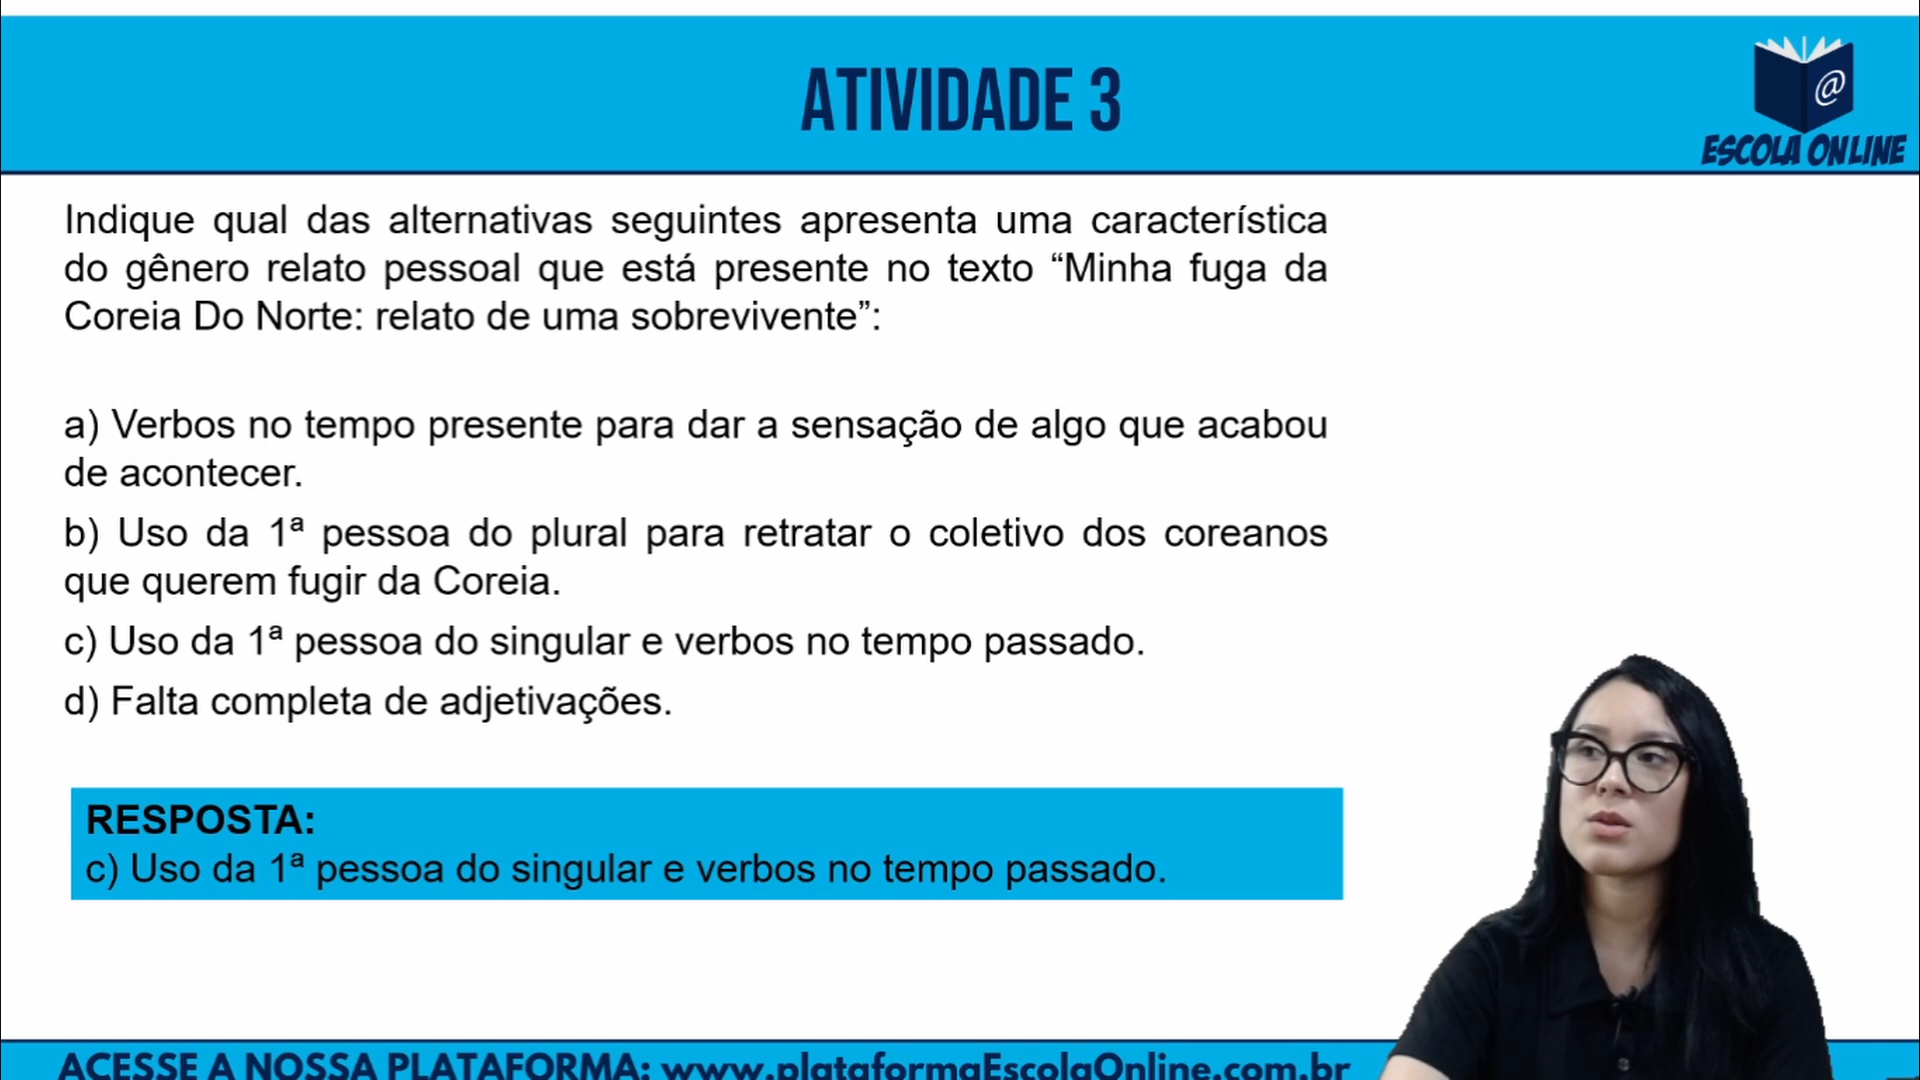 ATIVIDADE 3
@
ESCOLA ONLINE
Indique qual das alternativas seguintes apresenta uma característica
do gênero relato pessoal que está presente no texto “Minha fuga da
Coreia Do Norte: relato de uma sobrevivente”:
a) Verbos no tempo presente para dar a sensação de algo que acabou
de acontecer.
b) Uso da 1ª pessoa do plural para retratar o coletivo dos coreanos
que querem fugir da Coreia.
c) Uso da 1ª pessoa do singular e verbos no tempo passado.
d) Falta completa de adjetivações.
RESPOSTA:
c) Uso da 1ª pessoa do singular e verbos no tempo passado.
ACESSE A NOSSA PLATAFORMA: www.plataformaEscolaOnline.com.br